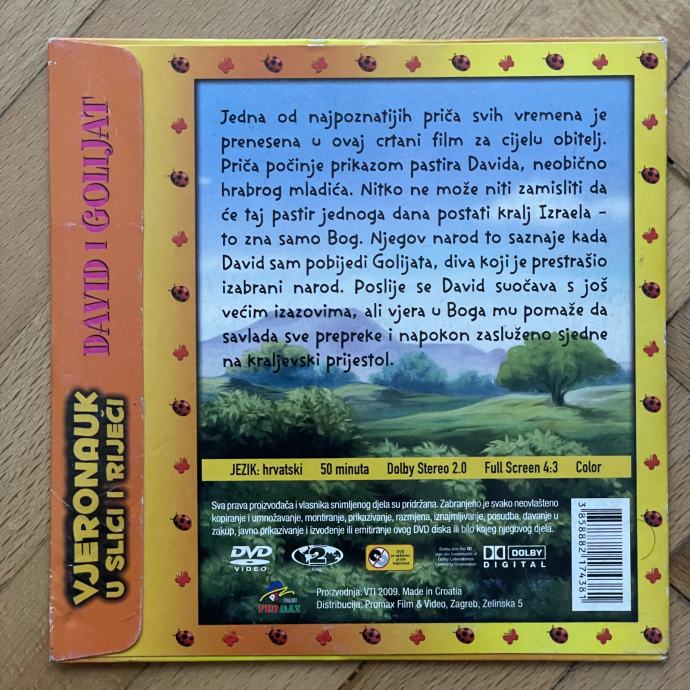 DAVID I GOLIJAT
VJERONAUK
U SLICI I RIJEČI
Jedna od najpoznatijih priča svih vremena je
prenesena u ovaj crtani film za cijelu obitelj.
Priča počinje prikazom pastira Davida, neobično
hrabrog mladića. Nitko ne može niti zamisliti da
će taj pastir jednoga dana postati kralj Izraela –
to zna samo Bog. Njegov narod to saznaje kada
David sam pobijedi Golijata, diva koji je prestrašio
izabrani narod. Poslije se David suočava s još
većim izazovima, ali vjera u Boga mu pomaže da
savlada sve prepreke i napokon zasluženo sjedne
na kraljevski prijestol.
JEZIK: hrvatski 50 minuta Dolby Stereo 2.0 Full Screen 4:3 Color
Sva prava proizvođača i vlasnika snimljenog djela su pridržana. Zabranjeno je svako neovlašteno
kopiranje i umnožavanje, montiranje, prikazivanje, razmjena, iznajmljivanje, posudba, davanje u
zakup, javno prikazivanje i izvođenje ili emitiranje ovog DVD diska ili bilo kojeg njegovog djela.
DVD
VIDEO
2
PAL
Dolby and the
DOLBY
DIGITAL
PROMAX
Proizvodnja: VTI 2009. Made in Croatia
Distribucija: Promax Film & Video, Zagreb, Zelinska 5
3858882174381